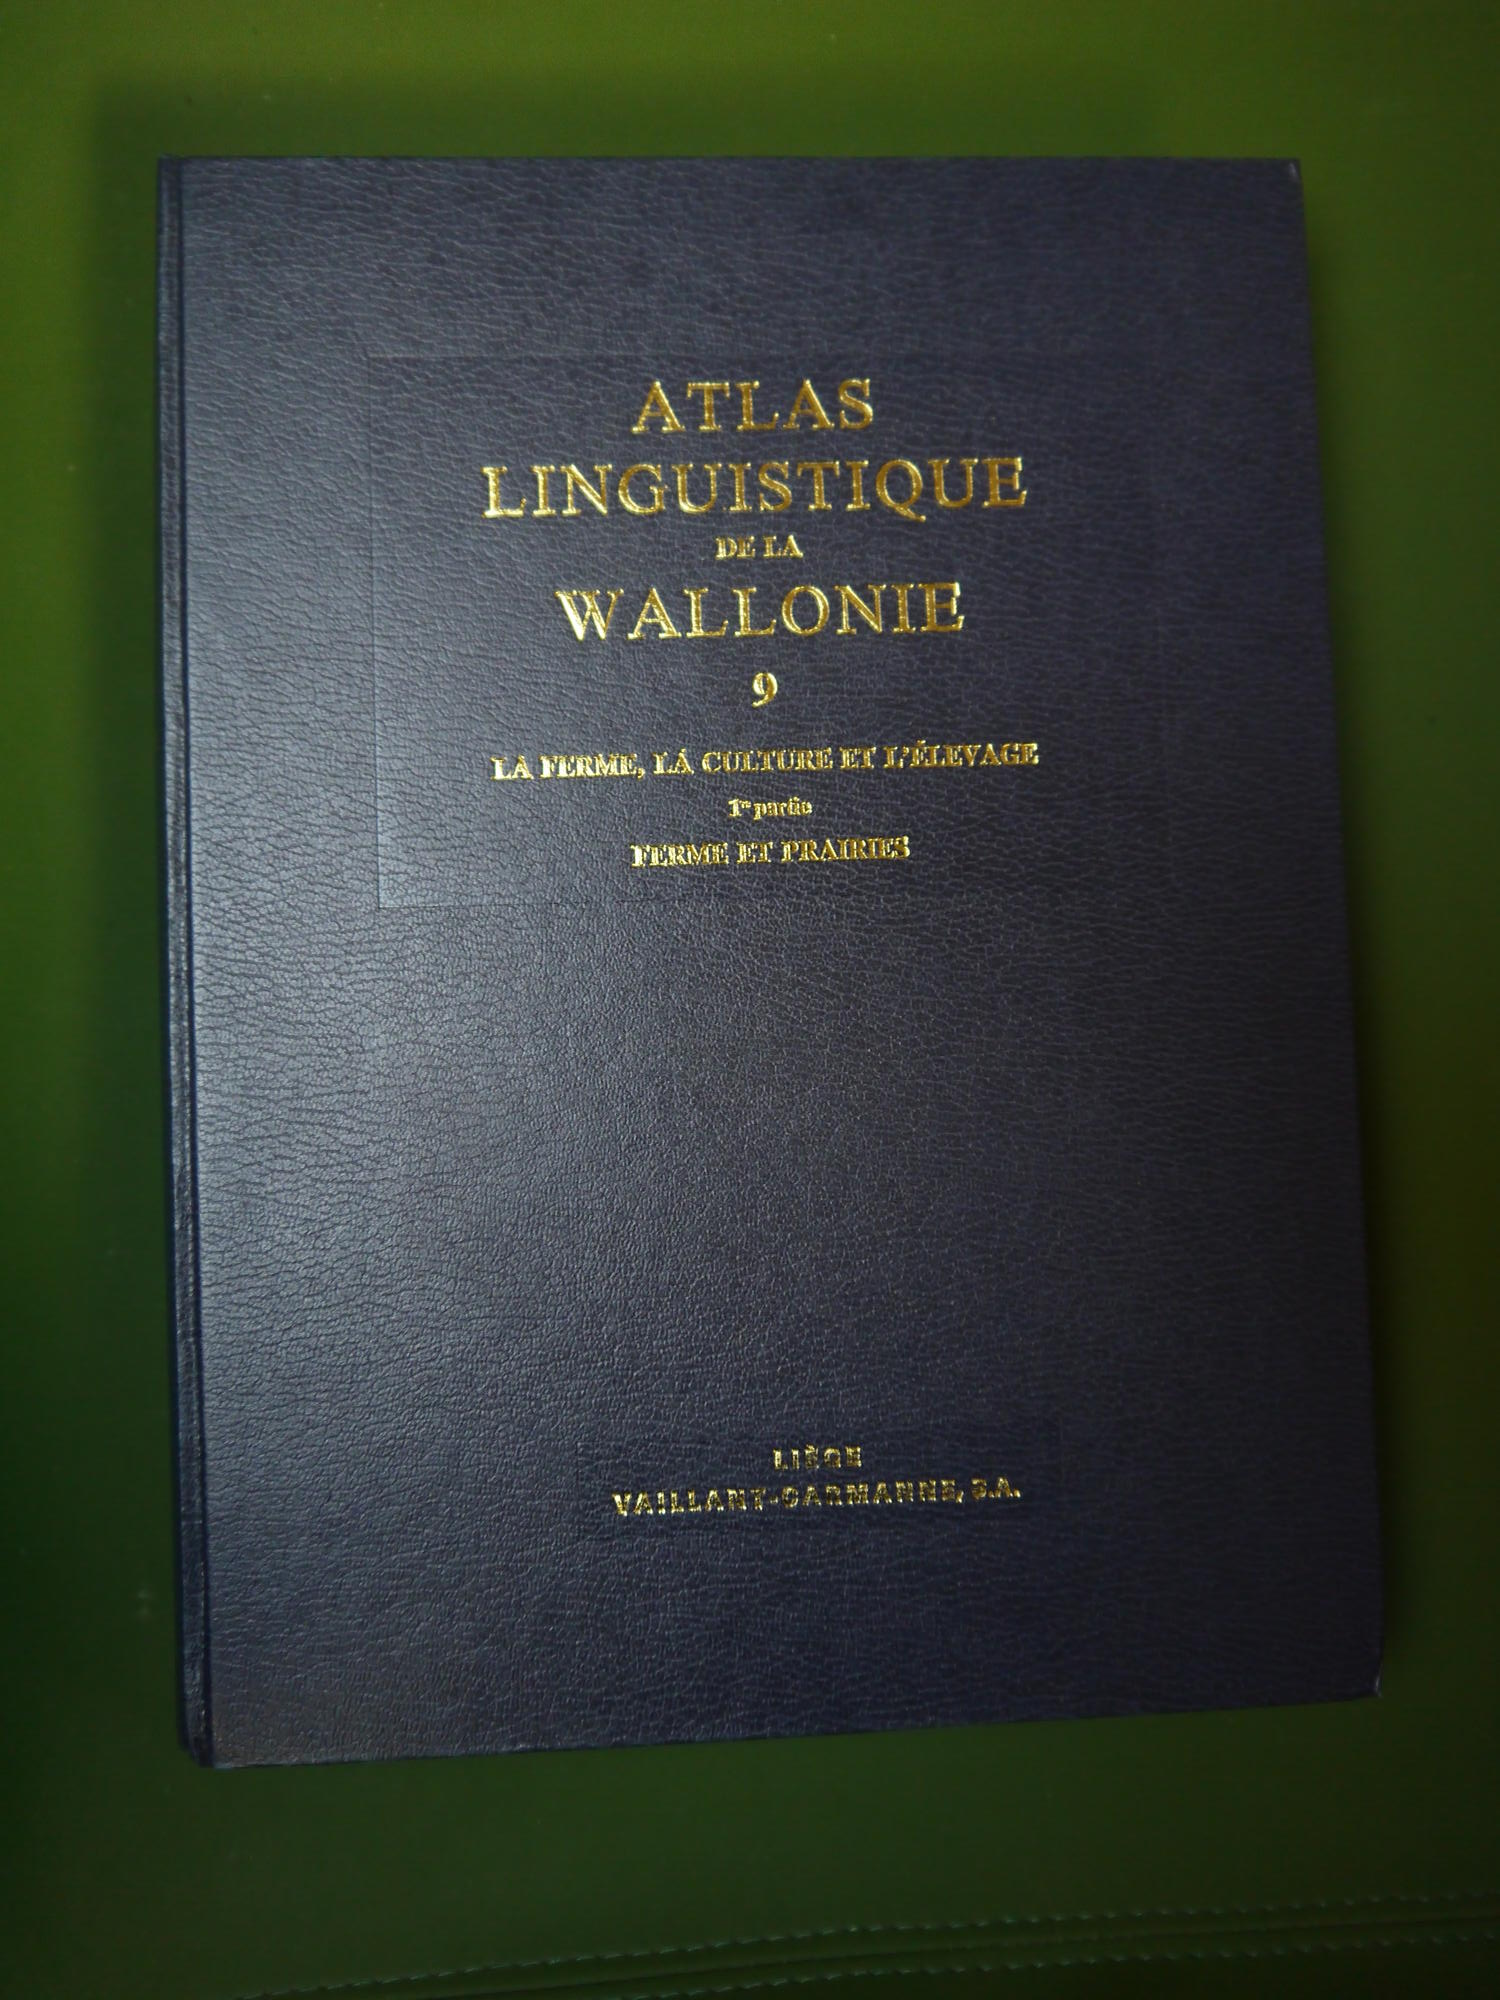 ATLAS
LINGUISTIQUE
DE LA
WALLONIE
9
LA FERME, LA CULTURE ET L'ÉLEVAGE
1re partie
FERME ET PRAIRIES
LIÈGE
VAILLANT-CARMANNE, S.A.